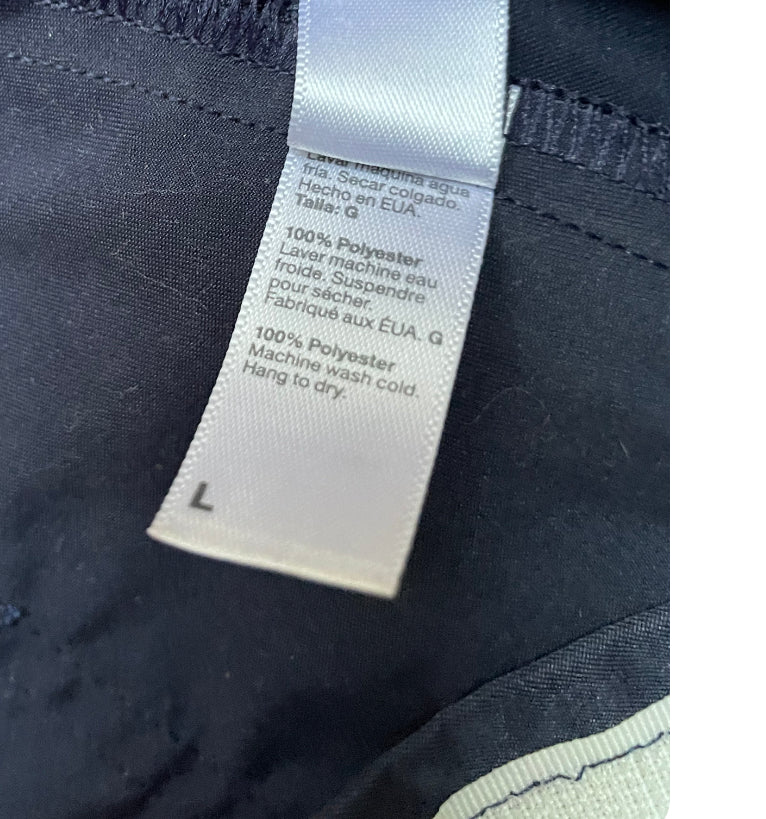 Lavar maquina agua
fría. Secar colgado.
Hecho en EUA.
Talla: G
100% Polyester
Laver machine eau
froide. Suspendre
pour sécher.
Fabriqué aux ÉUA. G
100% Polyester
Machine wash cold.
Hang to dry.
L